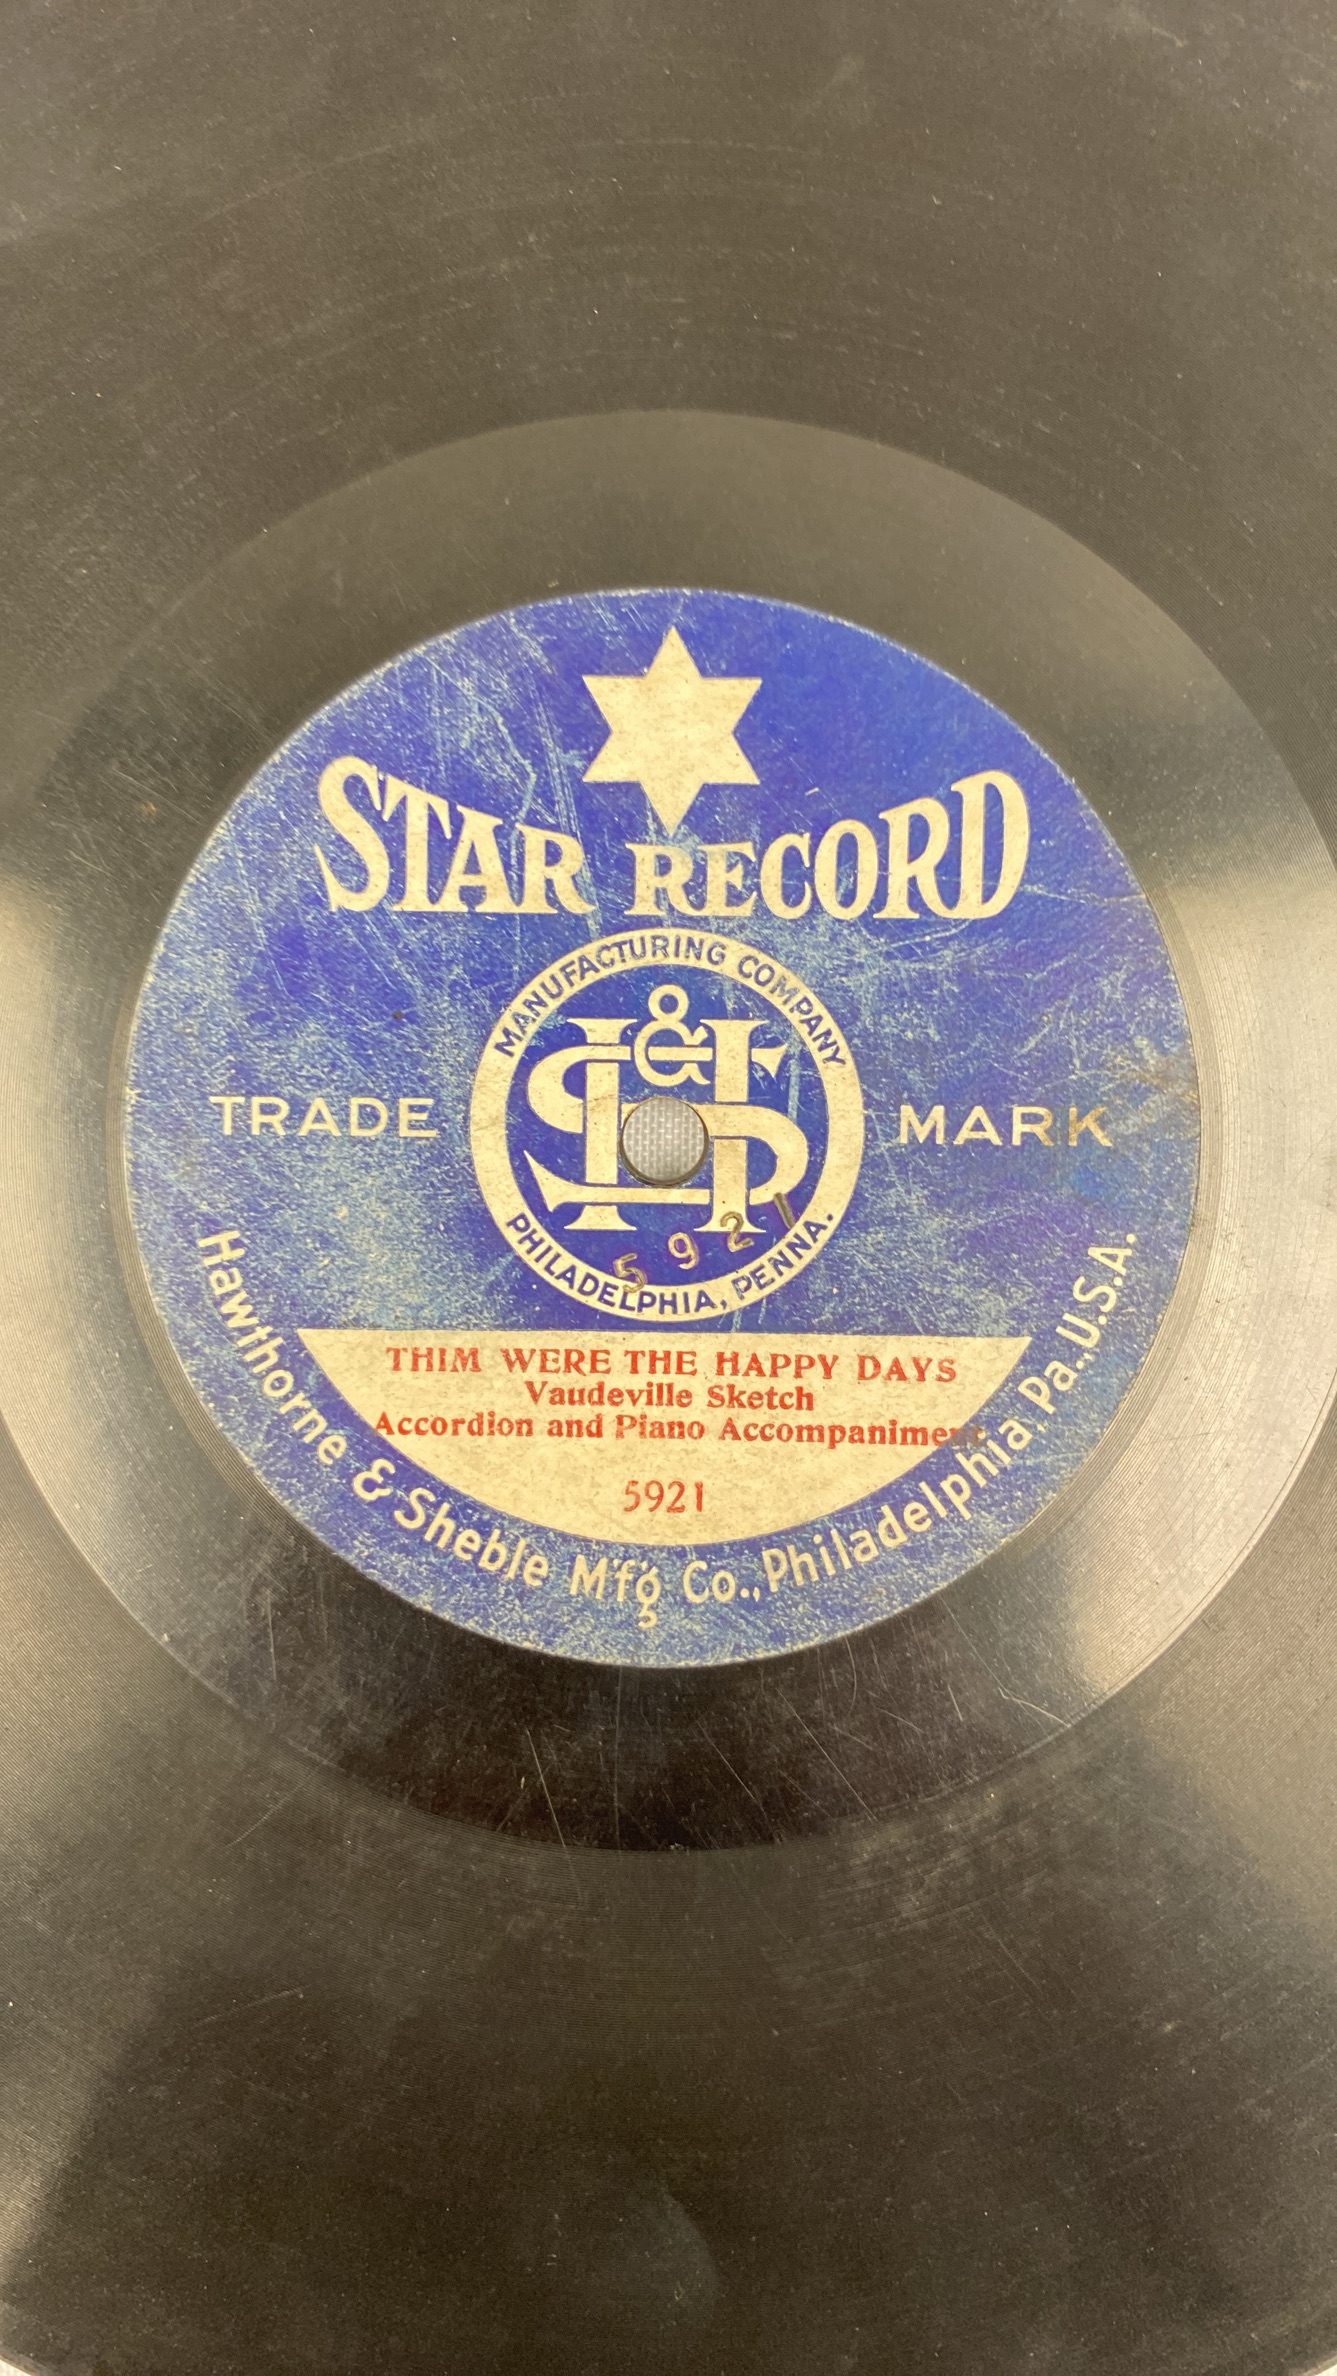 STAR RECORD
MANUFACTURING COMPANY
H&S
TRADE MARK
5921
PHILADELPHIA, PENNA.
THIM WERE THE HAPPY DAYS
Vaudeville Sketch
Accordion and Piano Accompaniment
5921
Hawthorne & Sheble M'f'g Co., Philadelphia, Pa., U.S.A.